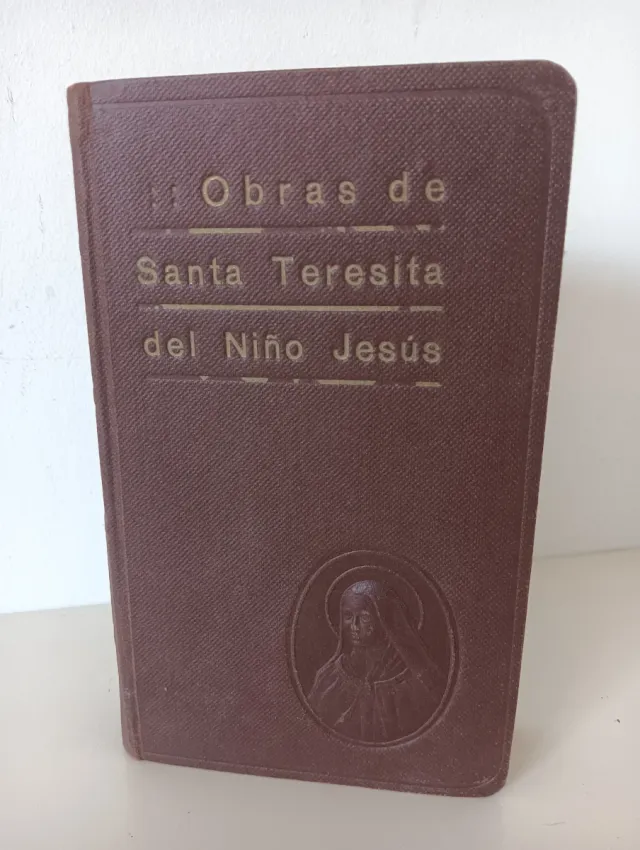 :: Obras de
Santa Teresita
del Niño Jesús